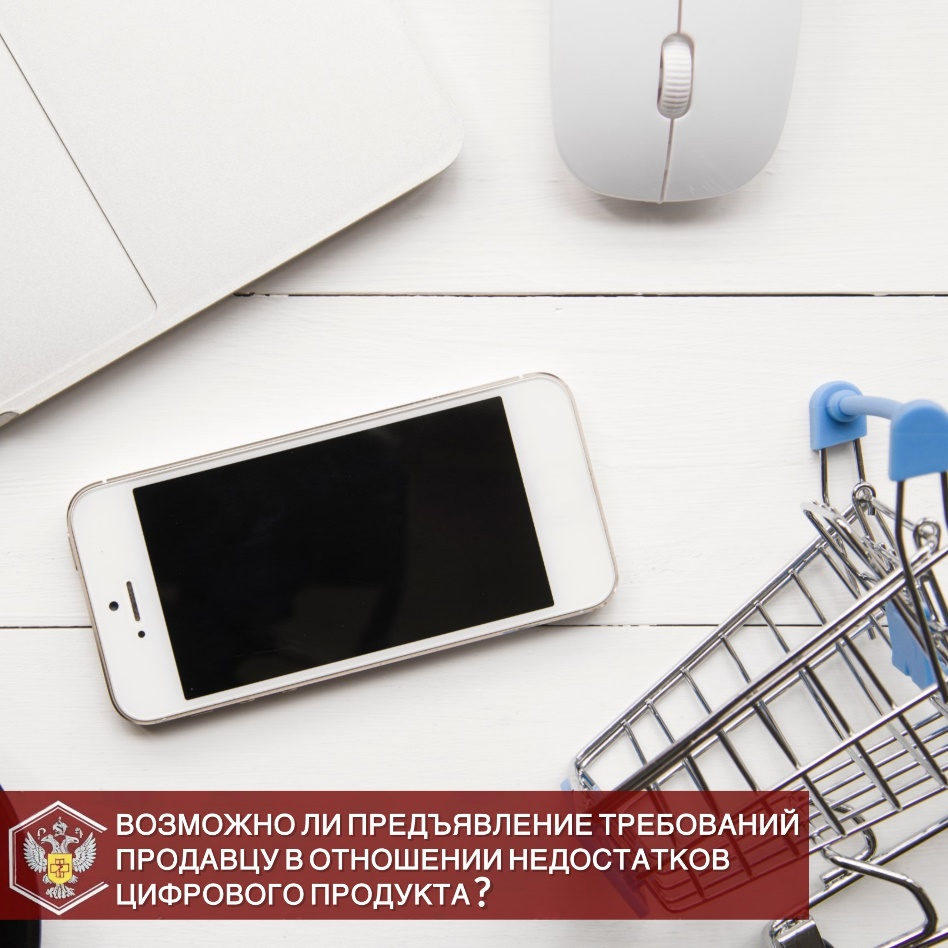 ВОЗМОЖНО ЛИ ПРЕДЪЯВЛЕНИЕ ТРЕБОВАНИЙ
ПРОДАВЦУ В ОТНОШЕНИИ НЕДОСТАТКОВ
ЦИФРОВОГО ПРОДУКТА?